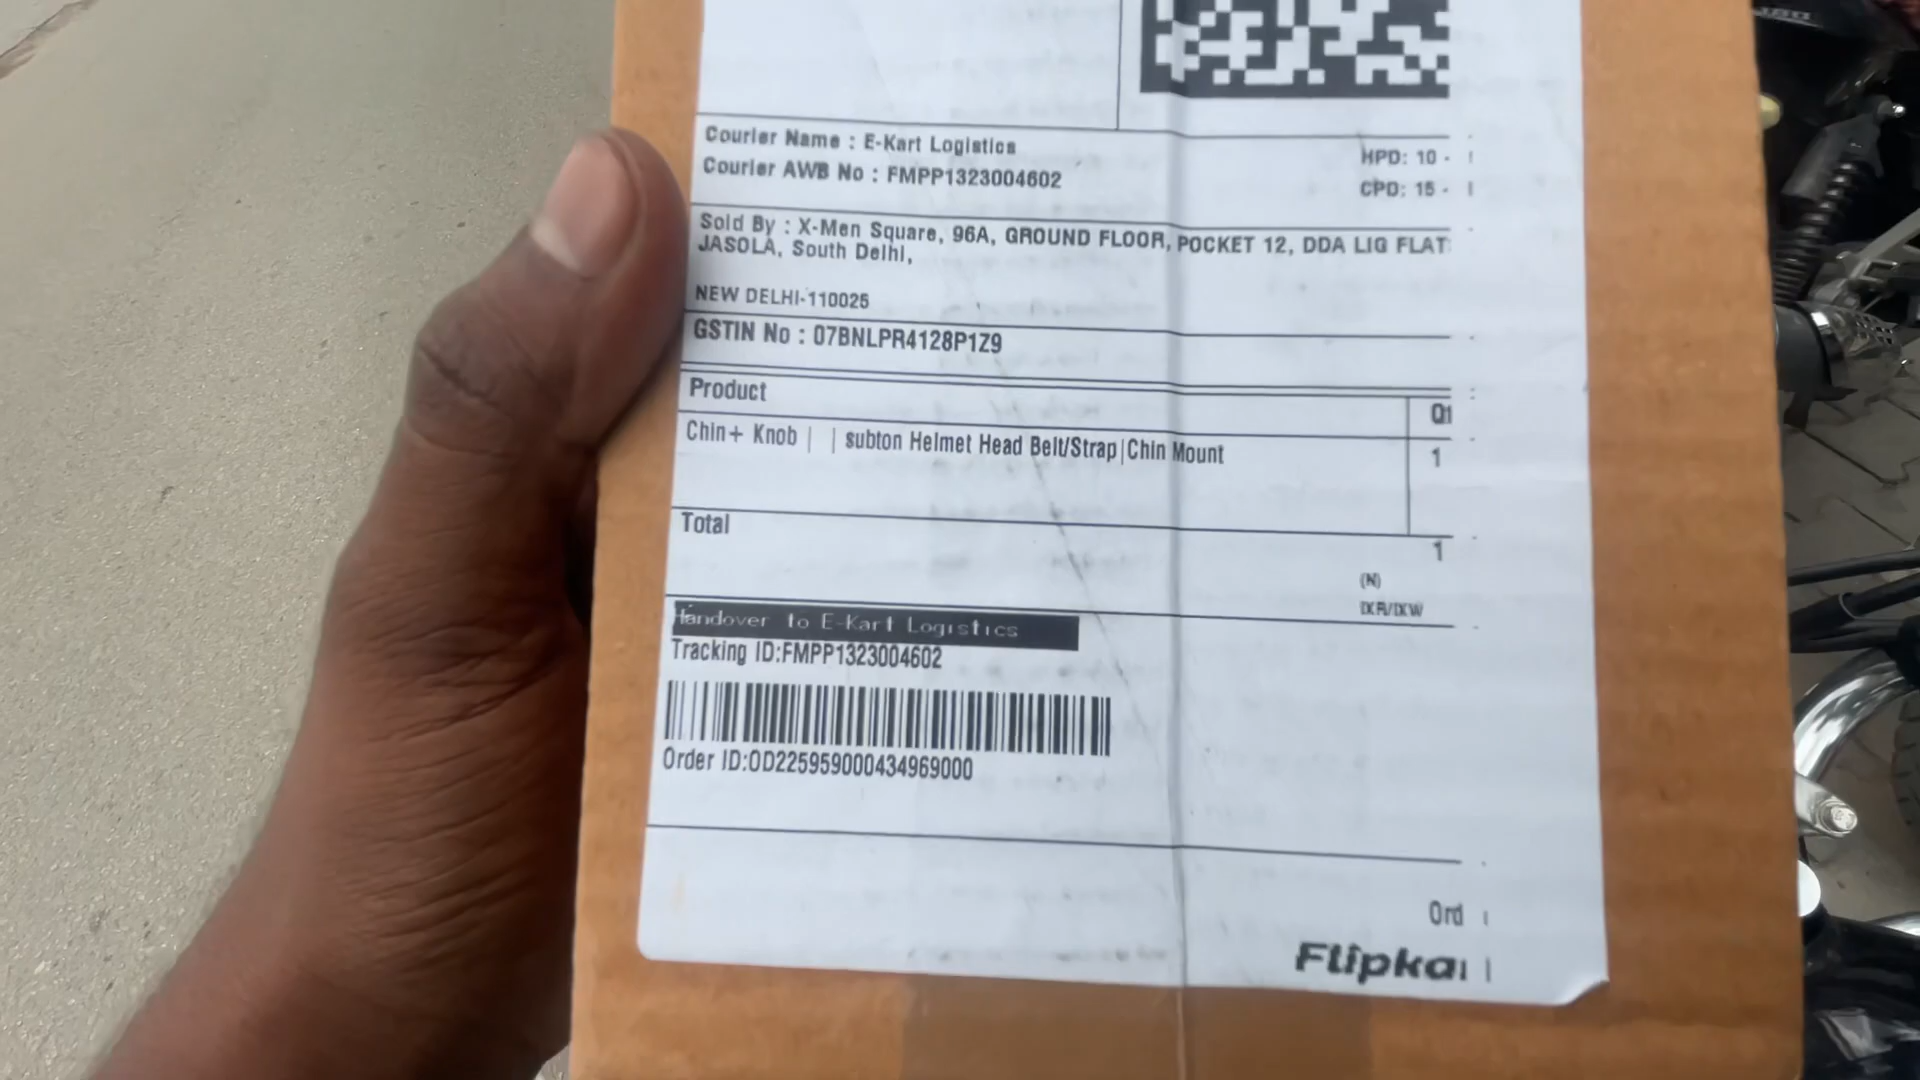 Courier Name : E-Kart Logistics
HPD: 10 -
Courier AWB No : FMPP1323004602
CPD: 15 -
Sold By : X-Men Square, 96A, GROUND FLOOR, POCKET 12, DDA LIG FLAT
JASOLA, South Delhi,
NEW DELHI-110025
GSTIN No : 07BNLPR4128P1Z9
Product
Chin+ Knob | | subton Helmet Head Belt/Strap|Chin Mount
1
Total
1
(N)
Handover to E-Kart Logistics
Tracking ID:FMPP1323004602
Order ID:OD225959000434969000
Ord
Flipka